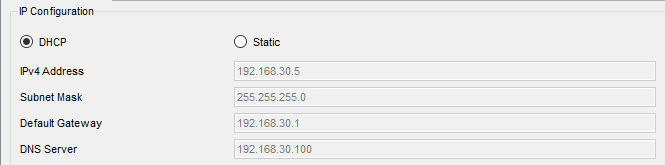 IP Configuration
DHCP Static
IPv4 Address 192.168.30.5
Subnet Mask 255.255.255.0
Default Gateway 192.168.30.1
DNS Server 192.168.30.100